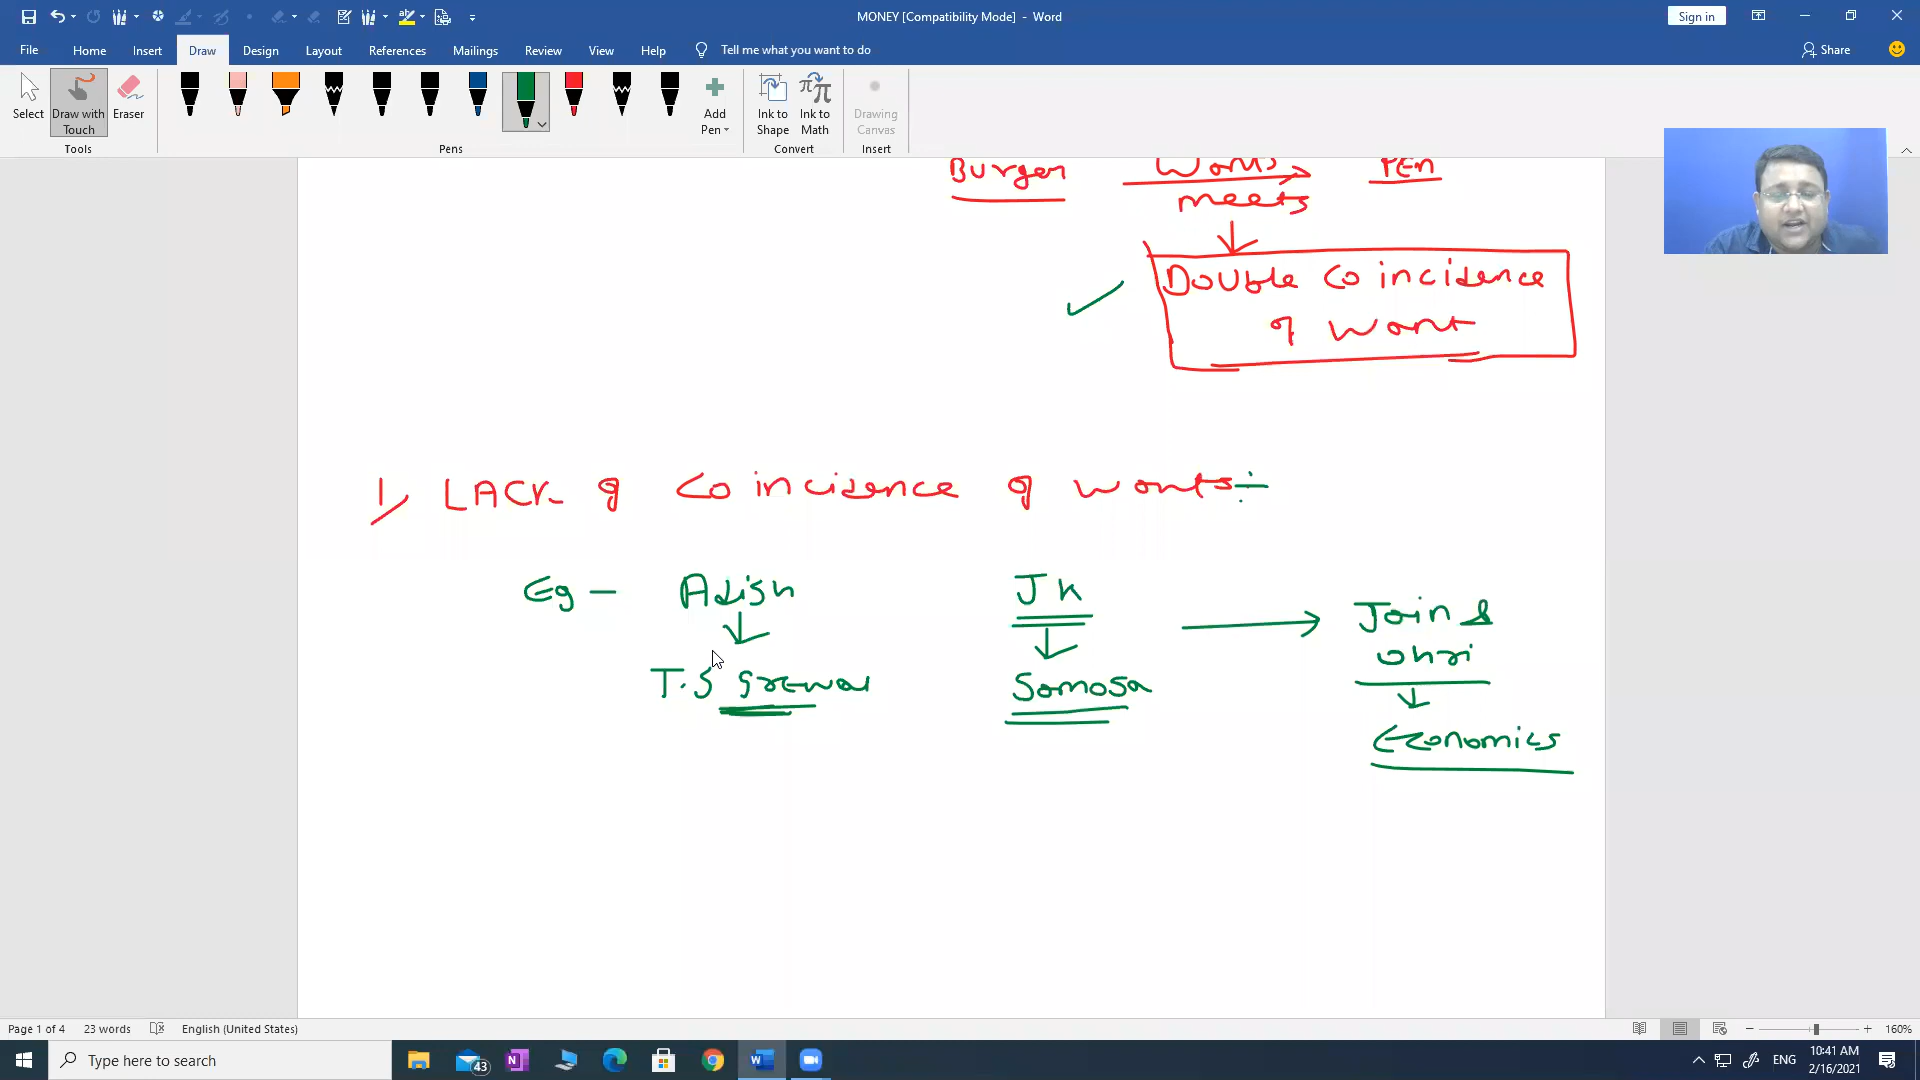 MONEY [Compatibility Mode] - Word
Sign in
File Home Insert Draw Design Layout References Mailings Review View Help Tell me what you want to do Share
Select
Draw with Touch
Eraser
Add Pen
Ink to Shape
Ink to Math
Drawing Canvas
Tools Pens Convert Insert
Burger Wants PEn
meets
Double Coincidence
of Want
1, LACK of Coincidence of wants:-
Eg - Adish JK
Join &
Ohri
T.S Grewal Somosa
Economics
Page 1 of 4 23 words English (United States) 160%
Type here to search
43
ENG
10:41 AM
2/16/2021